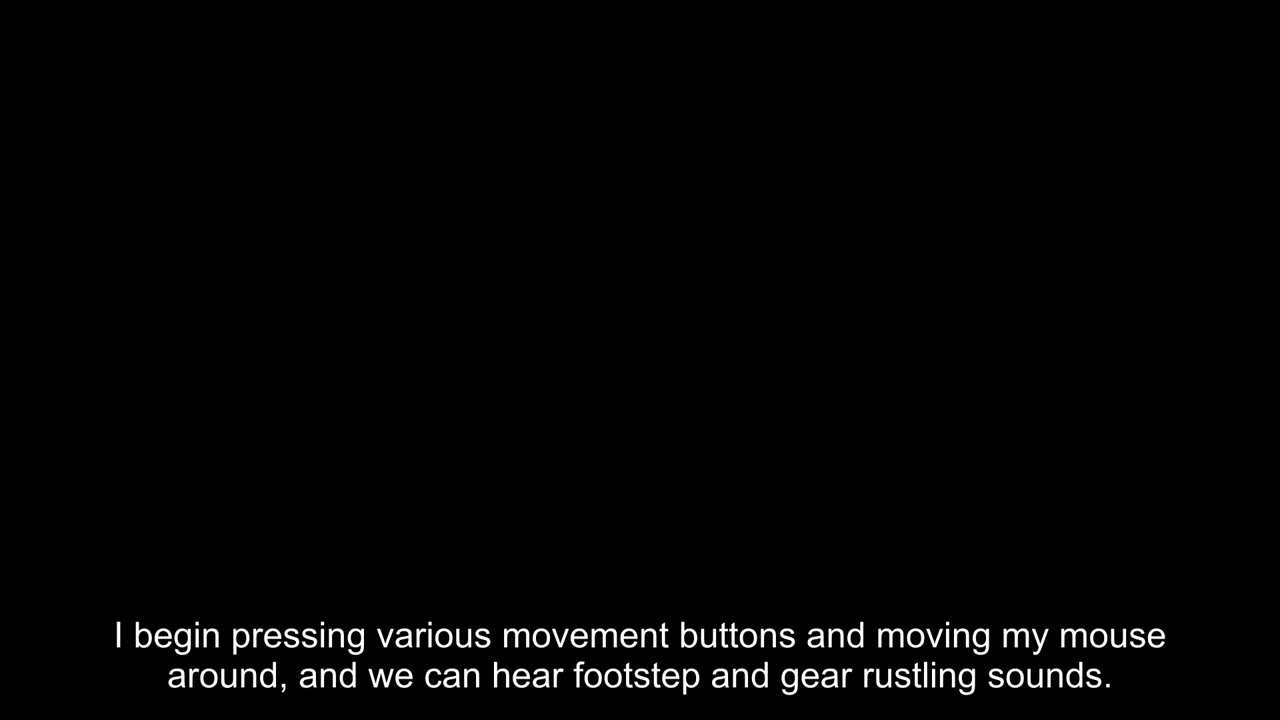 I begin pressing various movement buttons and moving my mouse
around, and we can hear footstep and gear rustling sounds.